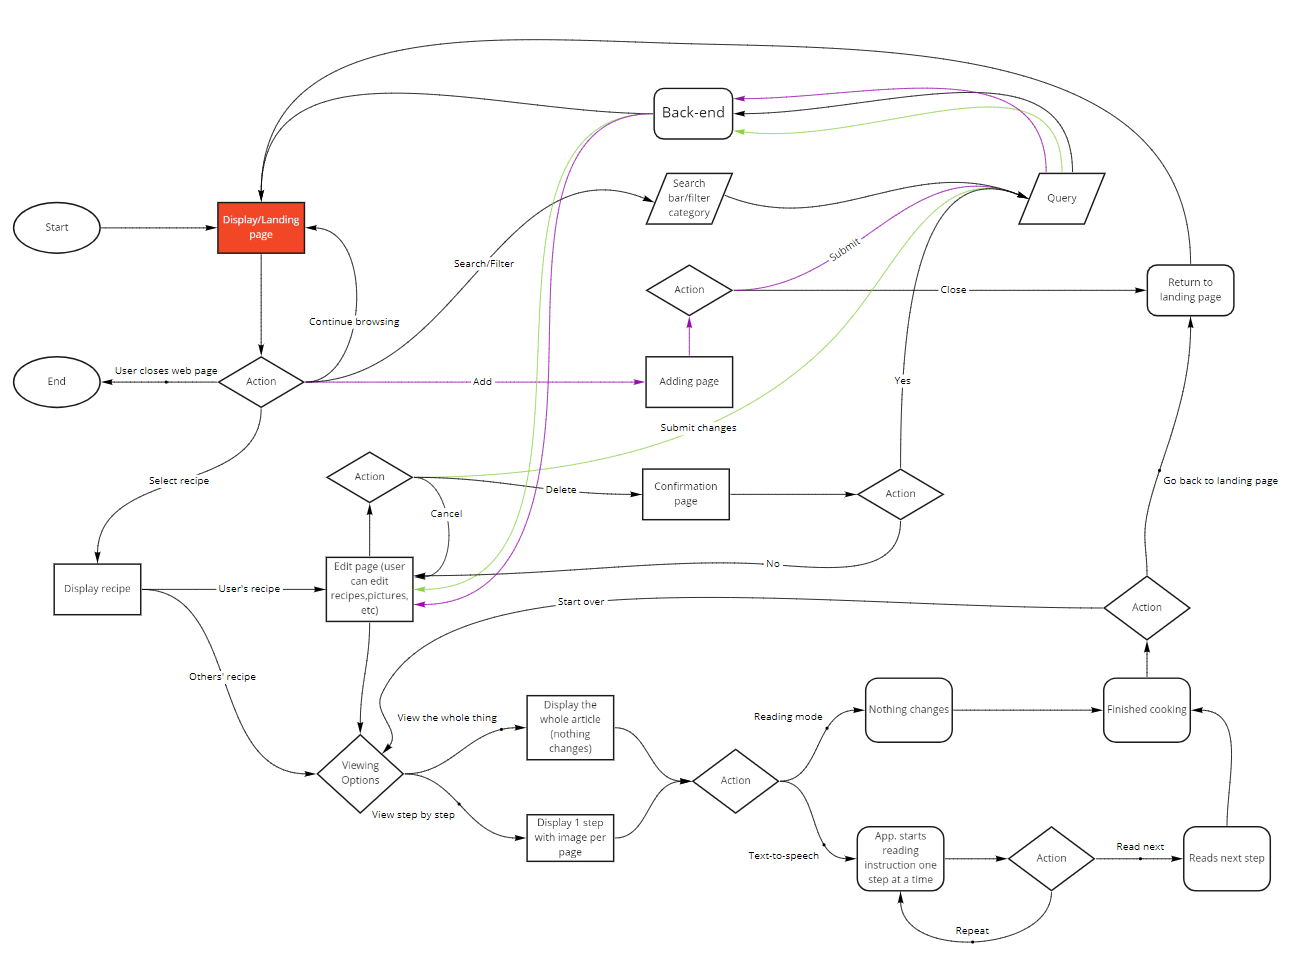 Back-end
Search
bar/filter
category
Query
Start
Display/Landing
page
Submit
Search/Filter
Action
Close
Return to
landing page
Continue browsing
User closes web page
End
Action
Add
Adding page
Yes
Submit changes
Select recipe
Action
Delete
Confirmation
page
Action
Go back to landing page
Cancel
No
Display recipe
User's recipe
Edit page (user
can edit
recipes,pictures,
etc)
Start over
Action
Others' recipe
View the whole thing
Display the
whole article
(nothing
changes)
Reading mode
Nothing changes
Finished cooking
Viewing
Options
Action
View step by step
Display 1 step
with image per
page
Text-to-speech
App. starts
reading
instruction one
step at a time
Action
Read next
Reads next step
Repeat